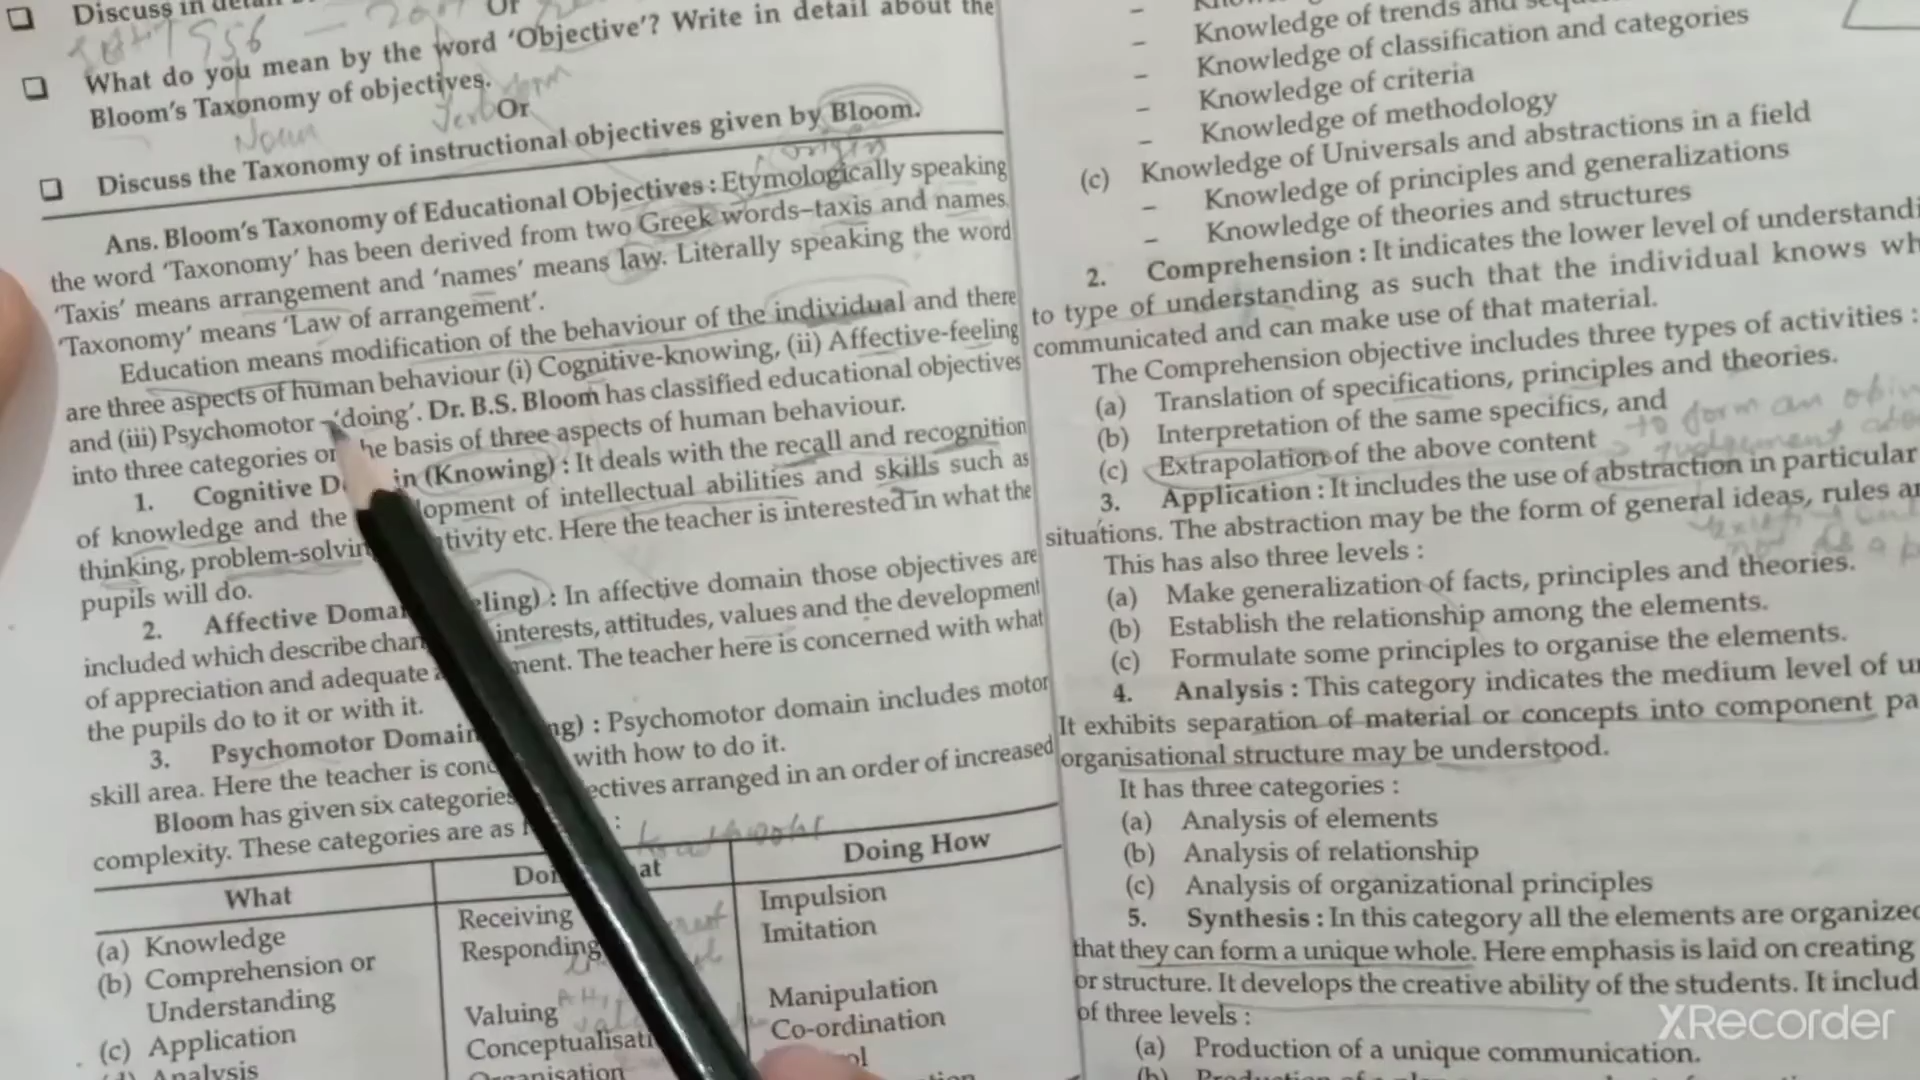 Discuss in
Or
What do you mean by the word 'Objective'? Write in detail about the
Bloom's Taxonomy of objectives.
Noun
Or
Discuss the Taxonomy of instructional objectives given by Bloom.
origin
Ans. Bloom's Taxonomy of Educational Objectives : Etymologically speaking
the word 'Taxonomy' has been derived from two Greek words–taxis and names
'Taxis' means arrangement and 'names' means law. Literally speaking the word
'Taxonomy' means 'Law of arrangement'.
Education means modification of the behaviour of the individual and there
are three aspects of human behaviour (i) Cognitive-knowing, (ii) Affective-feeling
and (iii) Psychomotor –'doing'. Dr. B.S. Bloom has classified educational objectives
into three categories on the basis of three aspects of human behaviour.
1. Cognitive D in (Knowing) : It deals with the recall and recognition
of knowledge and the lopment of intellectual abilities and skills such as
thinking, problem-solvin tivity etc. Here the teacher is interested in what the
pupils will do.
2. Affective Doma eling) : In affective domain those objectives are
included which describe chan interests, attitudes, values and the development
of appreciation and adequate a ment. The teacher here is concerned with what
the pupils do to it or with it.
3. Psychomotor Domain ng) : Psychomotor domain includes motor
skill area. Here the teacher is conc with how to do it.
Bloom has given six categories ectives arranged in an order of increased
complexity. These categories are as :
What Doi at Doing How
(a) Knowledge Receiving Impulsion
(b) Comprehension or Responding Imitation
Understanding
Valuing Manipulation
(c) Application Conceptualisati Co-ordination
Analysis Organisation ol
Knowledge of trends and
Knowledge of classification and categories
– Knowledge of criteria
– Knowledge of methodology
(c) Knowledge of Universals and abstractions in a field
– Knowledge of principles and generalizations
– Knowledge of theories and structures
2. Comprehension : It indicates the lower level of understandi
to type of understanding as such that the individual knows wh
communicated and can make use of that material.
The Comprehension objective includes three types of activities :
(a) Translation of specifications, principles and theories.
(b) Interpretation of the same specifics, and
(c) Extrapolation of the above content
to form an
3. Application : It includes the use of abstraction in particular
situations. The abstraction may be the form of general ideas, rules a
This has also three levels :
(a) Make generalization of facts, principles and theories.
(b) Establish the relationship among the elements.
(c) Formulate some principles to organise the elements.
4. Analysis : This category indicates the medium level of u
It exhibits separation of material or concepts into component pa
organisational structure may be understood.
It has three categories :
(a) Analysis of elements
(b) Analysis of relationship
(c) Analysis of organizational principles
5. Synthesis : In this category all the elements are organized
that they can form a unique whole. Here emphasis is laid on creating
or structure. It develops the creative ability of the students. It includ
of three levels :
(a) Production of a unique communication.
XRecorder